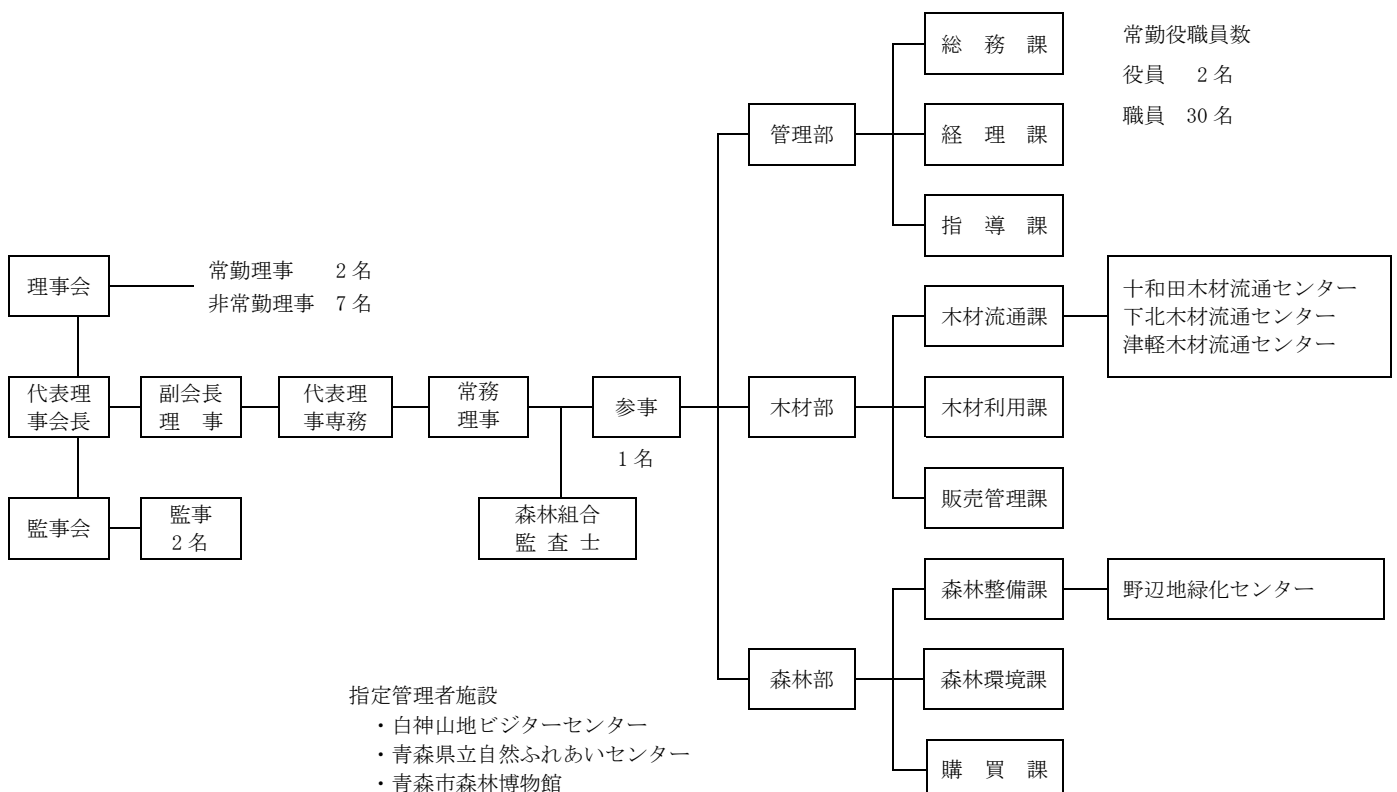 総　務　課
常勤役職員数
役員　 2 名
職員　30 名
管理部
経　理　課
指　導　課
理事会
常勤理事　　2 名
非常勤理事　7 名
木材流通課
十和田木材流通センター
下北木材流通センター
津軽木材流通センター
代表理
事会長
副会長
理　事
代表理
事専務
常務
理事
参事
1 名
木材部
木材利用課
販売管理課
監事会
監事
2 名
森林組合
監 査 士
森林整備課
野辺地緑化センター
森林部
森林環境課
購　買　課
指定管理者施設
・白神山地ビジターセンター
・青森県立自然ふれあいセンター
・青森市森林博物館